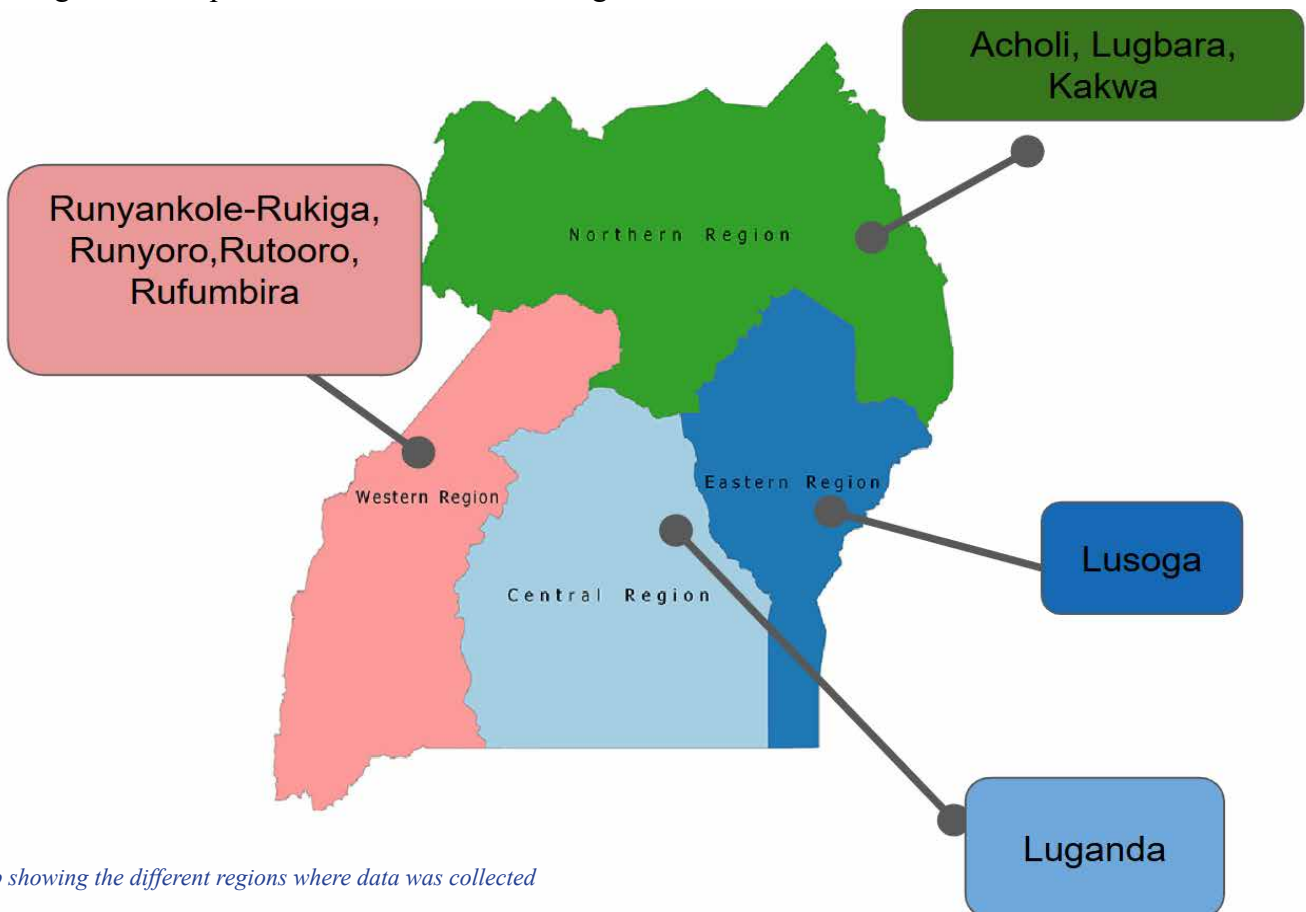 Acholi, Lugbara,
Kakwa
Runyankole-Rukiga,
Runyoro,Rutooro,
Rufumbira
Northern Region
Western Region
Eastern Region
Central Region
Lusoga
Luganda
showing the different regions where data was collected